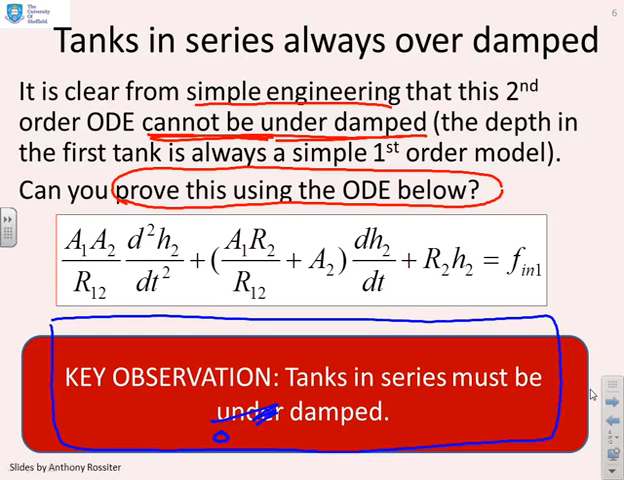 The
University
Of
Sheffield.
6
Tanks in series always over damped
It is clear from simple engineering that this 2nd
order ODE cannot be under damped (the depth in
the first tank is always a simple 1st order model).
Can you prove this using the ODE below?
A₁A₂/R₁₂ d²h₂/dt² + (A₁R₂/R₁₂ + A₂) dh₂/dt + R₂h₂ = f_in1
KEY OBSERVATION: Tanks in series must be
under damped.
o
Slides by Anthony Rossiter